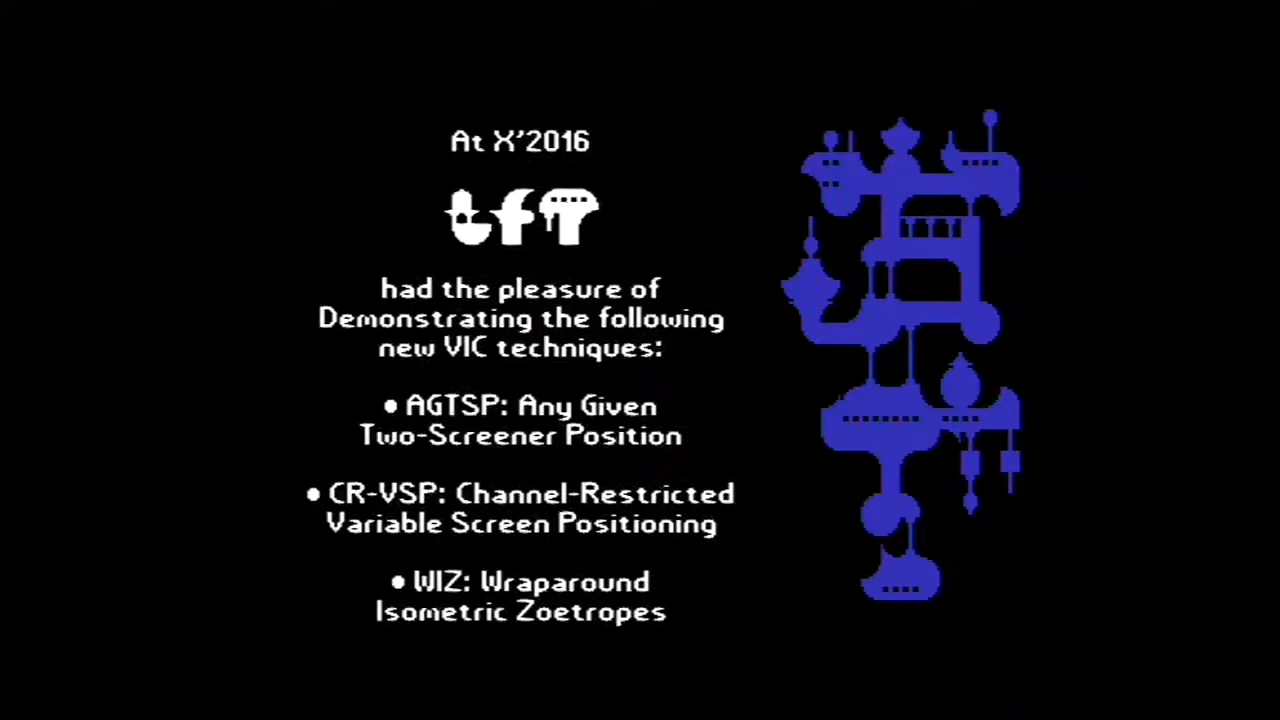 At X'2016
LFT
had the pleasure of
Demonstrating the following
new VIC techniques:
• AGTSP: Any Given
Two-Screener Position
• CR-VSP: Channel-Restricted
Variable Screen Positioning
• WIZ: Wraparound
Isometric Zoetropes